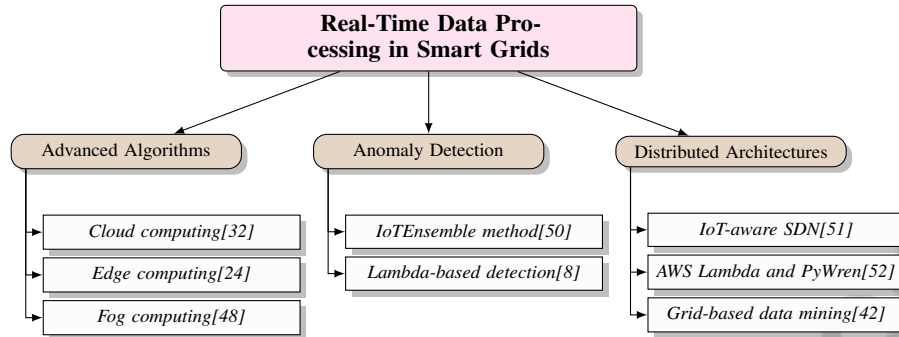 Real-Time Data Pro-
cessing in Smart Grids
Advanced Algorithms
Cloud computing[32]
Edge computing[24]
Fog computing[48]
Anomaly Detection
IoTEnsemble method[50]
Lambda-based detection[8]
Distributed Architectures
IoT-aware SDN[51]
AWS Lambda and PyWren[52]
Grid-based data mining[42]